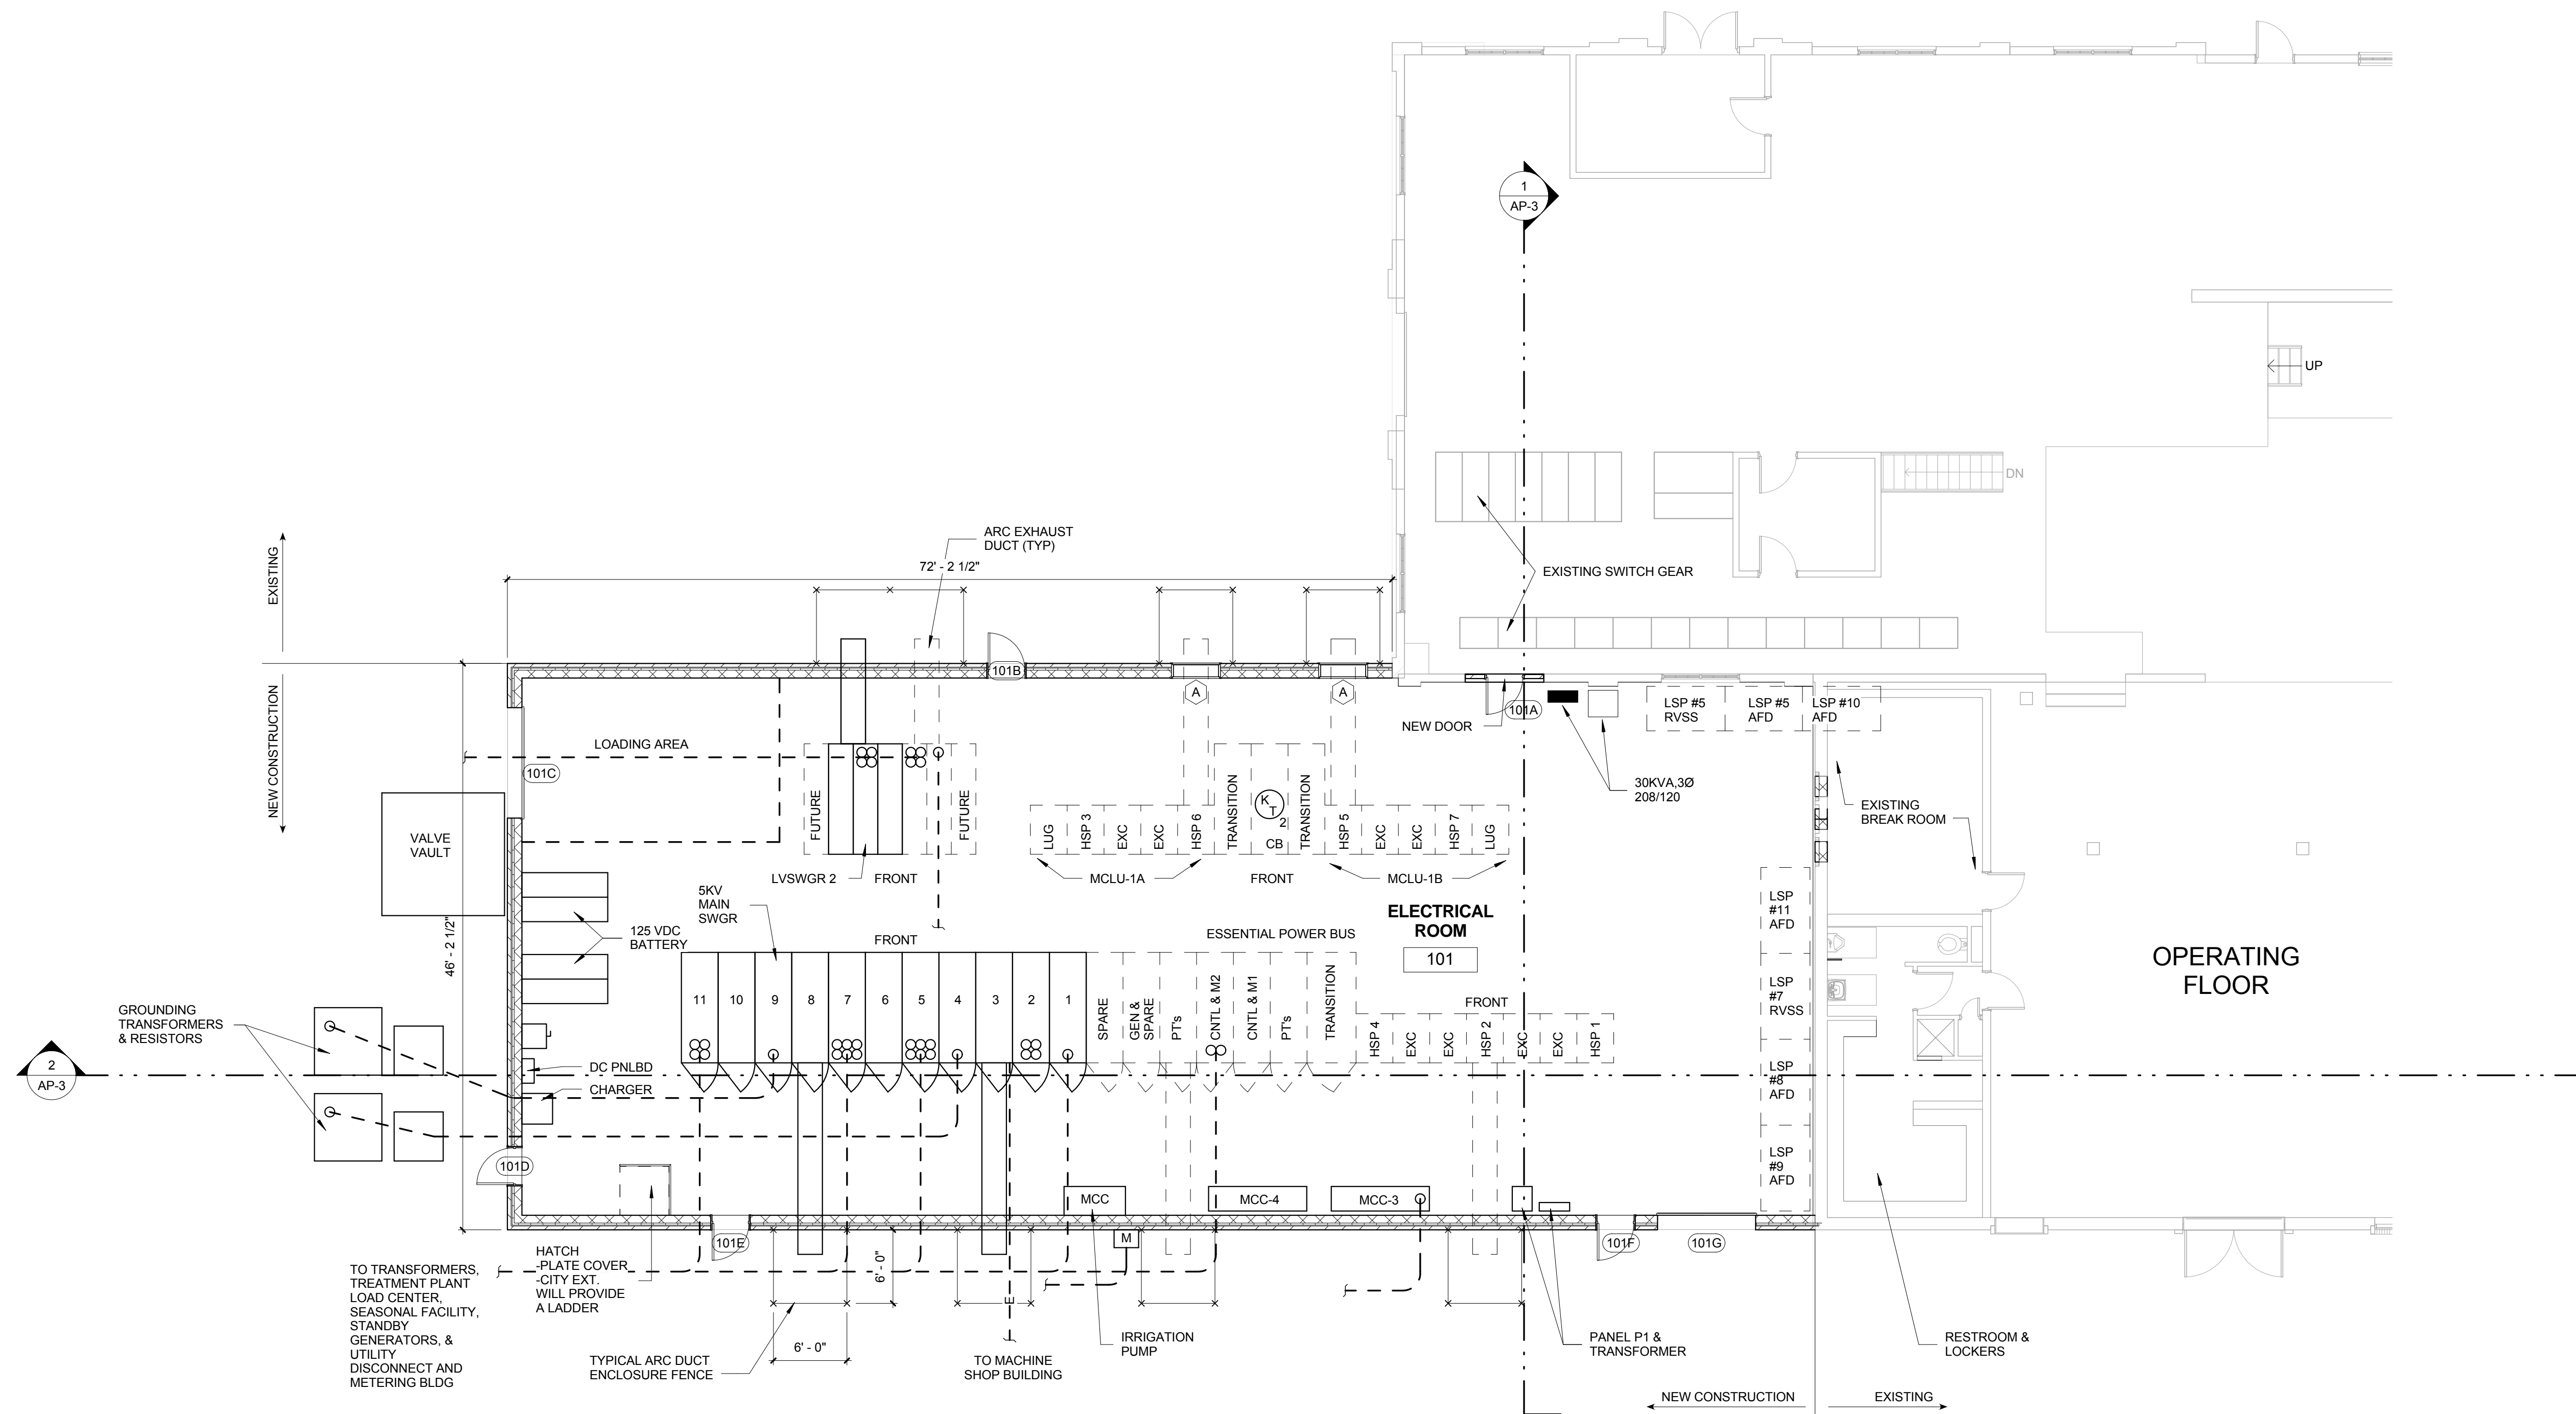 1
AP-3
UP
DN
EXISTING SWITCH GEAR
ARC EXHAUST
DUCT (TYP)
72' - 2 1/2"
EXISTING
NEW CONSTRUCTION
101B
A
A
101A
NEW DOOR
LSP #5
RVSS
LSP #5
AFD
LSP #10
AFD
30KVA,3Ø
208/120
EXISTING
BREAK ROOM
LOADING AREA
101C
VALVE
VAULT
FUTURE
FUTURE
LVSWGR 2
FRONT
LUG
HSP 3
EXC
EXC
HSP 6
TRANSITION
K
T
2
CB
TRANSITION
HSP 5
EXC
EXC
HSP 7
LUG
MCLU-1A
FRONT
MCLU-1B
5KV
MAIN
SWGR
125 VDC
BATTERY
46' - 2 1/2"
FRONT
ESSENTIAL POWER BUS
ELECTRICAL
ROOM
101
OPERATING
FLOOR
LSP
#11
AFD
LSP
#7
RVSS
LSP
#8
AFD
LSP
#9
AFD
11
10
9
8
7
6
5
4
3
2
1
SPARE
GEN &
SPARE
PT's
CNTL & M2
CNTL & M1
PT's
TRANSITION
FRONT
HSP 4
EXC
EXC
HSP 2
EXC
EXC
HSP 1
GROUNDING
TRANSFORMERS
& RESISTORS
2
AP-3
DC PNLBD
CHARGER
101D
MCC
MCC-4
MCC-3
M
101E
101F
101G
6' - 0"
E
HATCH
-PLATE COVER
-CITY EXT.
WILL PROVIDE
A LADDER
TO TRANSFORMERS,
TREATMENT PLANT
LOAD CENTER,
SEASONAL FACILITY,
STANDBY
GENERATORS, &
UTILITY
DISCONNECT AND
METERING BLDG
6' - 0"
TYPICAL ARC DUCT
ENCLOSURE FENCE
TO MACHINE
SHOP BUILDING
IRRIGATION
PUMP
PANEL P1 &
TRANSFORMER
RESTROOM &
LOCKERS
NEW CONSTRUCTION
EXISTING